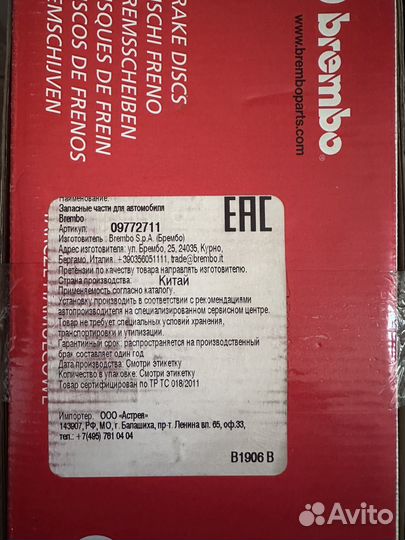 brembo
www.bremboparts.com
RAKE DISCS
ISCHI FRENO
REMSSCHEIBEN
ISQUES DE FREIN
ISCOS DE FRENOS
EMSCHIJVEN
Наименование:
Запасные части для автомобиля
Brembo
Артикул: 09772711
Изготовитель : Brembo S.p.A. (Брембо)
Адрес изготовителя: ул. Брембо, 25, 24035, Курно,
Бергамо, Италия. +390356051111, trade@brembo.it
Претензии по качеству товара направлять изготовителю.
Страна производства: Китай
Применяемость согласно каталогу.
Установку производить в соответствии с рекомендациями
автопроизводителя на специализированном сервисном центре.
Товар не требует специальных условий хранения,
транспортировки и утилизации.
Гарантийный срок: распространяется на производственный
брак составляет один год
Дата производства: Смотри этикетку
Количество в упаковке: Смотри этикетку
Товар сертифицирован по ТР ТС 018/2011
Импортер: ООО «Астрея»
143907, РФ, МО, г. Балашиха, пр-т. Ленина вл. 65, оф.33,
тел.: +7(495) 781 04 04
B1906 B
EAC
Avito